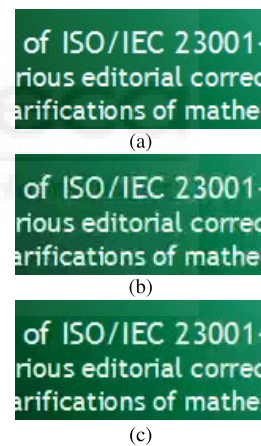 of ISO/IEC 23001-
rious editorial correc
arifications of mathe
(a)
of ISO/IEC 23001-
rious editorial correc
arifications of mathe
(b)
of ISO/IEC 23001-
rious editorial correc
arifications of mathe
(c)